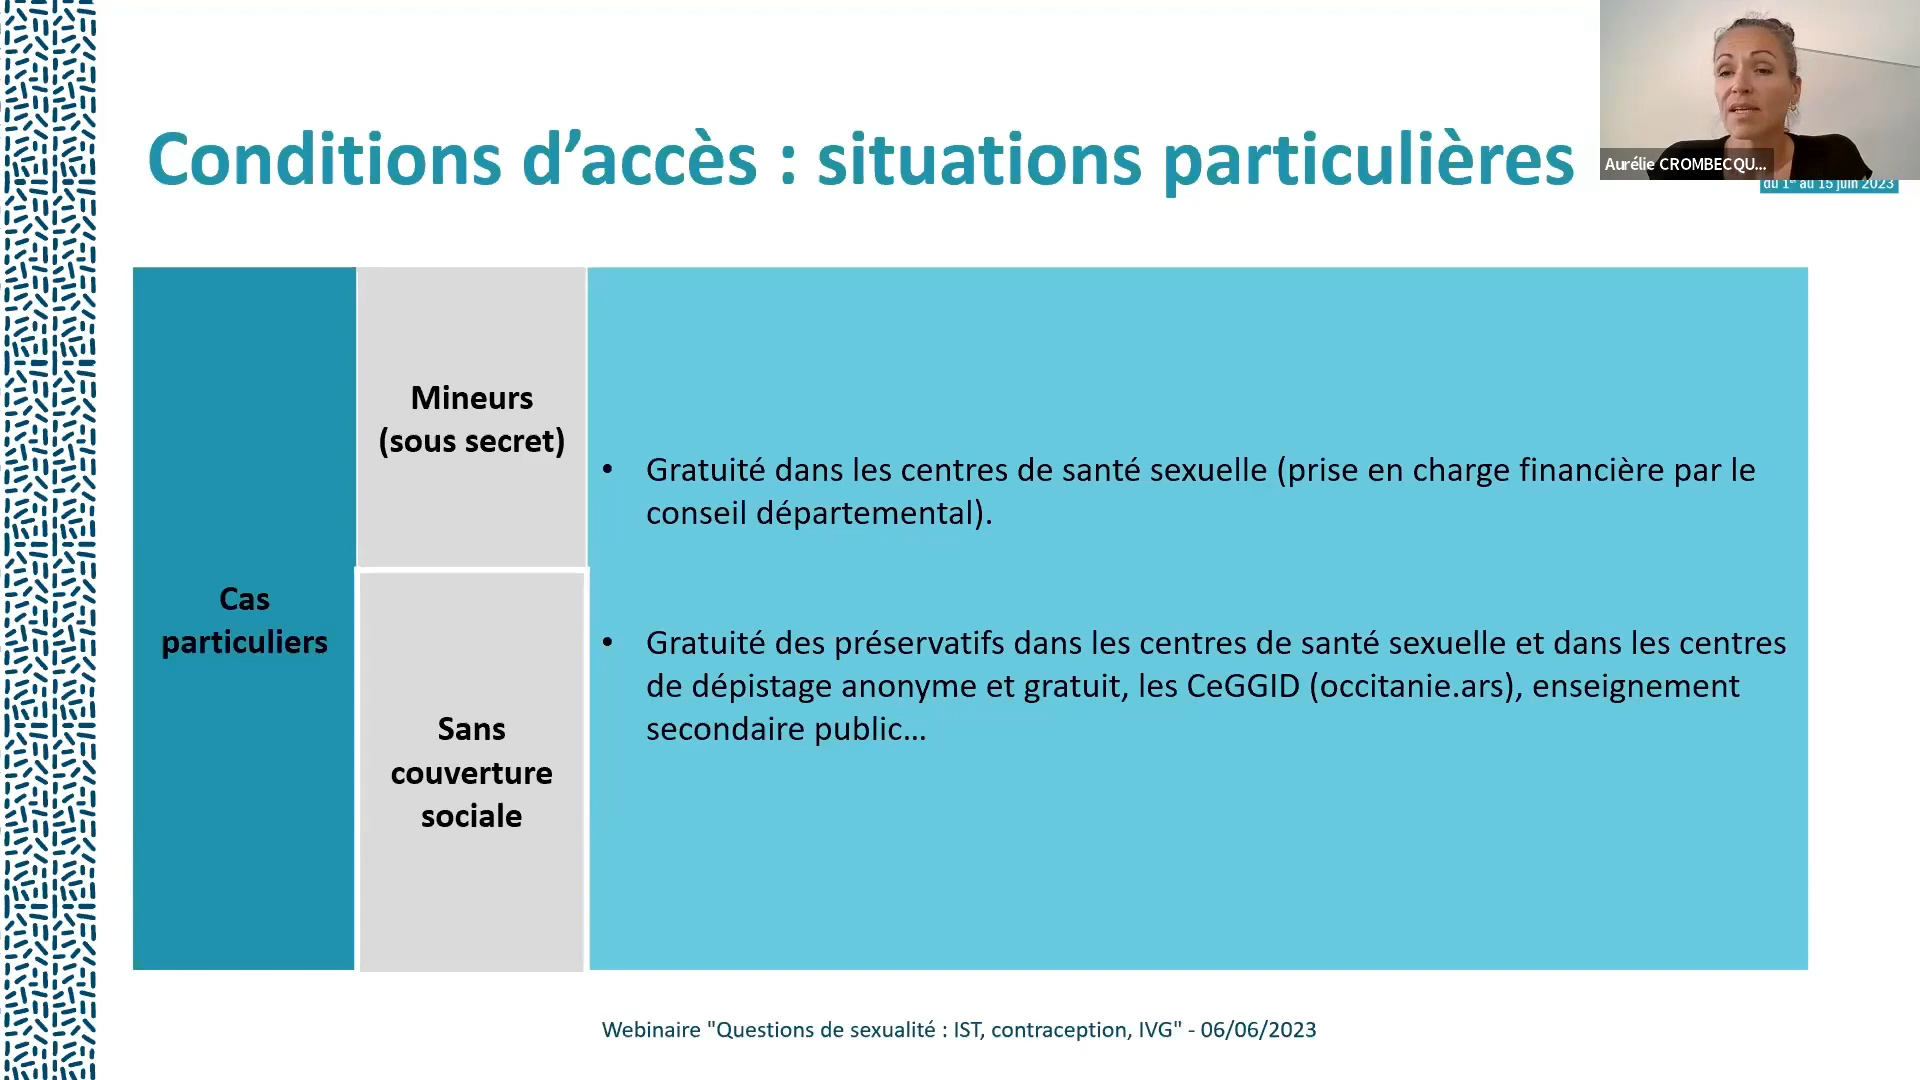 Conditions d’accès : situations particulières
Aurélie CROMBECQU...
du 1er au 15 juin 2023
Cas
particuliers
Mineurs
(sous secret)
Sans
couverture
sociale
• Gratuité dans les centres de santé sexuelle (prise en charge financière par le
conseil départemental).
• Gratuité des préservatifs dans les centres de santé sexuelle et dans les centres
de dépistage anonyme et gratuit, les CeGGID (occitanie.ars), enseignement
secondaire public…
Webinaire "Questions de sexualité : IST, contraception, IVG" - 06/06/2023